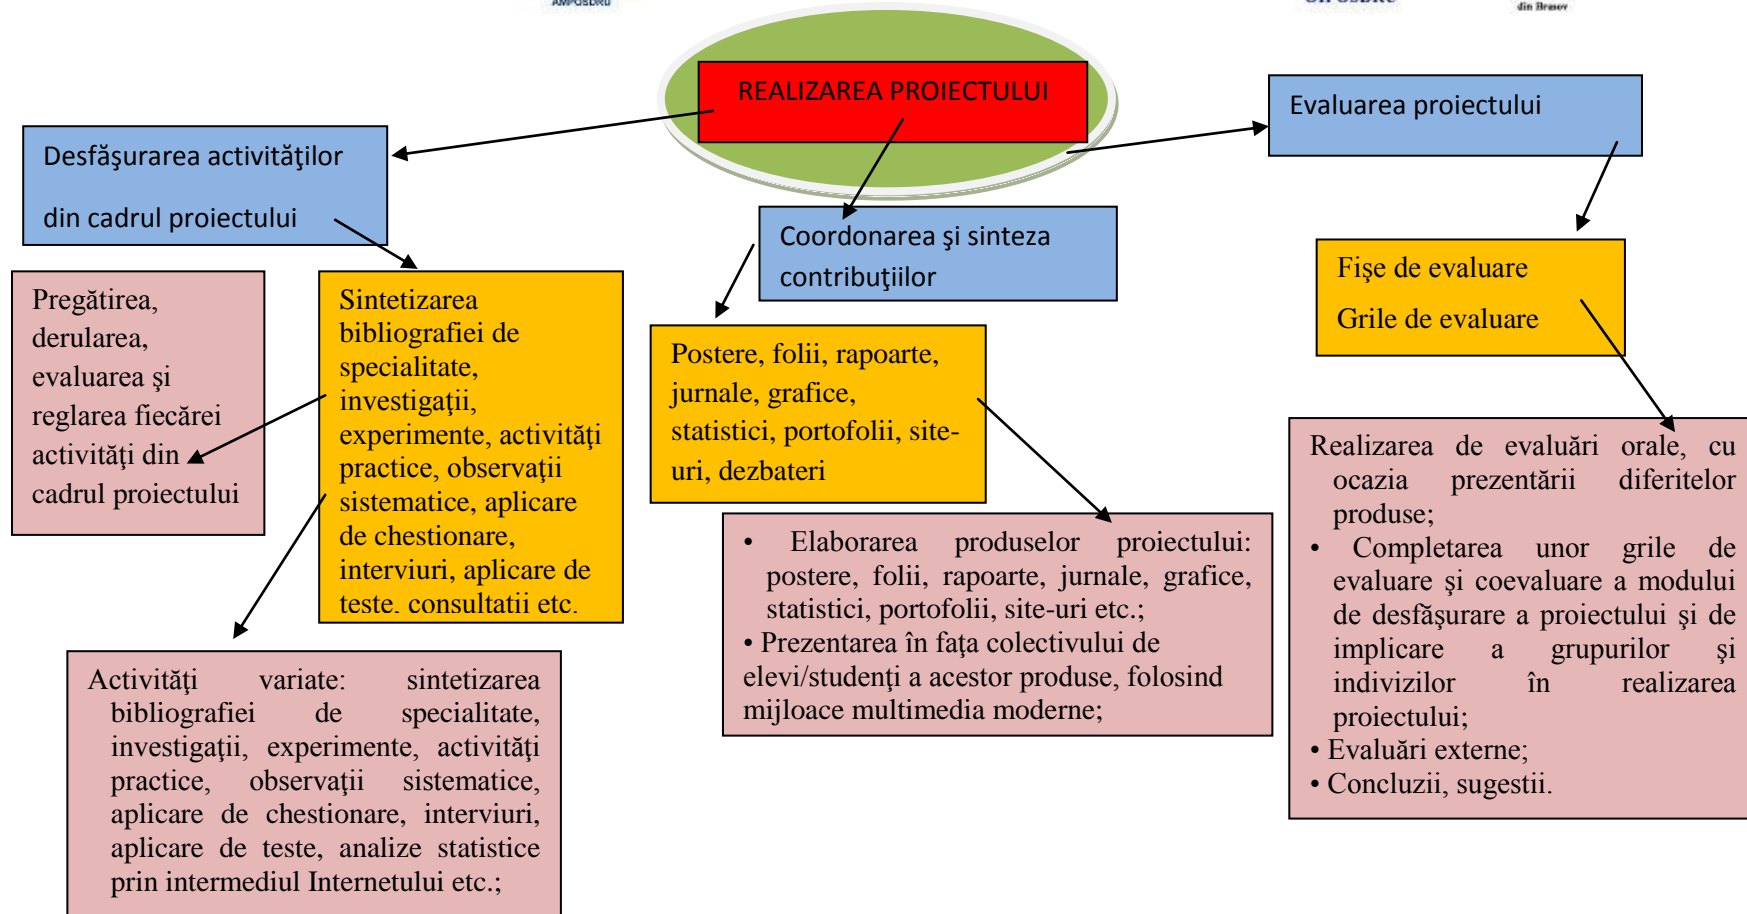 AMPOSDRU
OIPOSDRU
din Brasov
REALIZAREA PROIECTULUI
Desfăşurarea activităţilor
din cadrul proiectului
Evaluarea proiectului
Coordonarea şi sinteza
contribuţiilor
Pregătirea,
derularea,
evaluarea şi
reglarea fiecărei
activităţi din
cadrul proiectului
Sintetizarea
bibliografiei de
specialitate,
investigaţii,
experimente, activităţi
practice, observaţii
sistematice, aplicare
de chestionare,
interviuri, aplicare de
teste, consultatii etc.
Postere, folii, rapoarte,
jurnale, grafice,
statistici, portofolii, site-
uri, dezbateri
Fişe de evaluare
Grile de evaluare
Activităţi variate: sintetizarea
bibliografiei de specialitate,
investigaţii, experimente, activităţi
practice, observaţii sistematice,
aplicare de chestionare, interviuri,
aplicare de teste, analize statistice
prin intermediul Internetului etc.;
• Elaborarea produselor proiectului:
postere, folii, rapoarte, jurnale, grafice,
statistici, portofolii, site-uri etc.;
• Prezentarea în faţa colectivului de
elevi/studenţi a acestor produse, folosind
mijloace multimedia moderne;
Realizarea de evaluări orale, cu
ocazia prezentării diferitelor
produse;
• Completarea unor grile de
evaluare şi coevaluare a modului
de desfăşurare a proiectului şi de
implicare a grupurilor şi
indivizilor în realizarea
proiectului;
• Evaluări externe;
• Concluzii, sugestii.